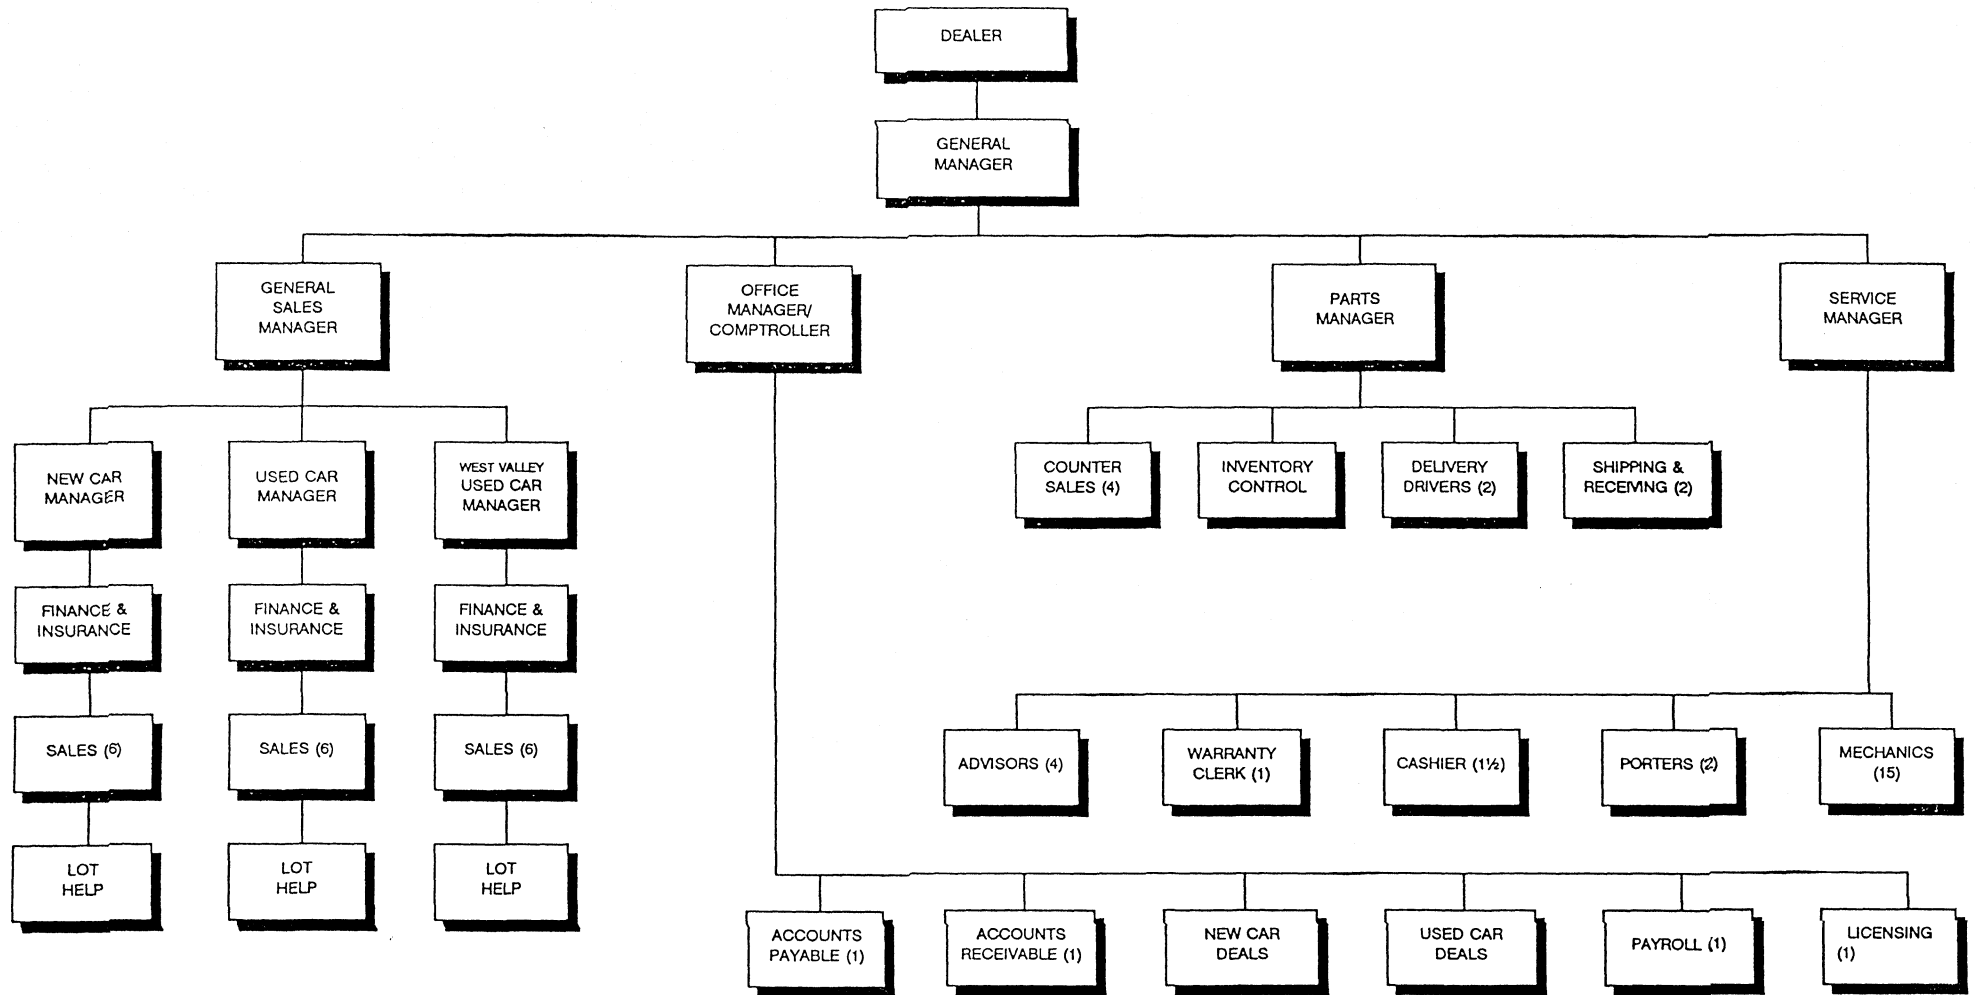 DEALER
GENERAL
MANAGER
GENERAL
SALES
MANAGER
OFFICE
MANAGER/
COMPTROLLER
PARTS
MANAGER
SERVICE
MANAGER
NEW CAR
MANAGER
USED CAR
MANAGER
WEST VALLEY
USED CAR
MANAGER
COUNTER
SALES (4)
INVENTORY
CONTROL
DELIVERY
DRIVERS (2)
SHIPPING &
RECEIVING (2)
FINANCE &
INSURANCE
FINANCE &
INSURANCE
FINANCE &
INSURANCE
SALES (6)
SALES (6)
SALES (6)
ADVISORS (4)
WARRANTY
CLERK (1)
CASHIER (1½)
PORTERS (2)
MECHANICS
(15)
LOT
HELP
LOT
HELP
LOT
HELP
ACCOUNTS
PAYABLE (1)
ACCOUNTS
RECEIVABLE (1)
NEW CAR
DEALS
USED CAR
DEALS
PAYROLL (1)
LICENSING
(1)